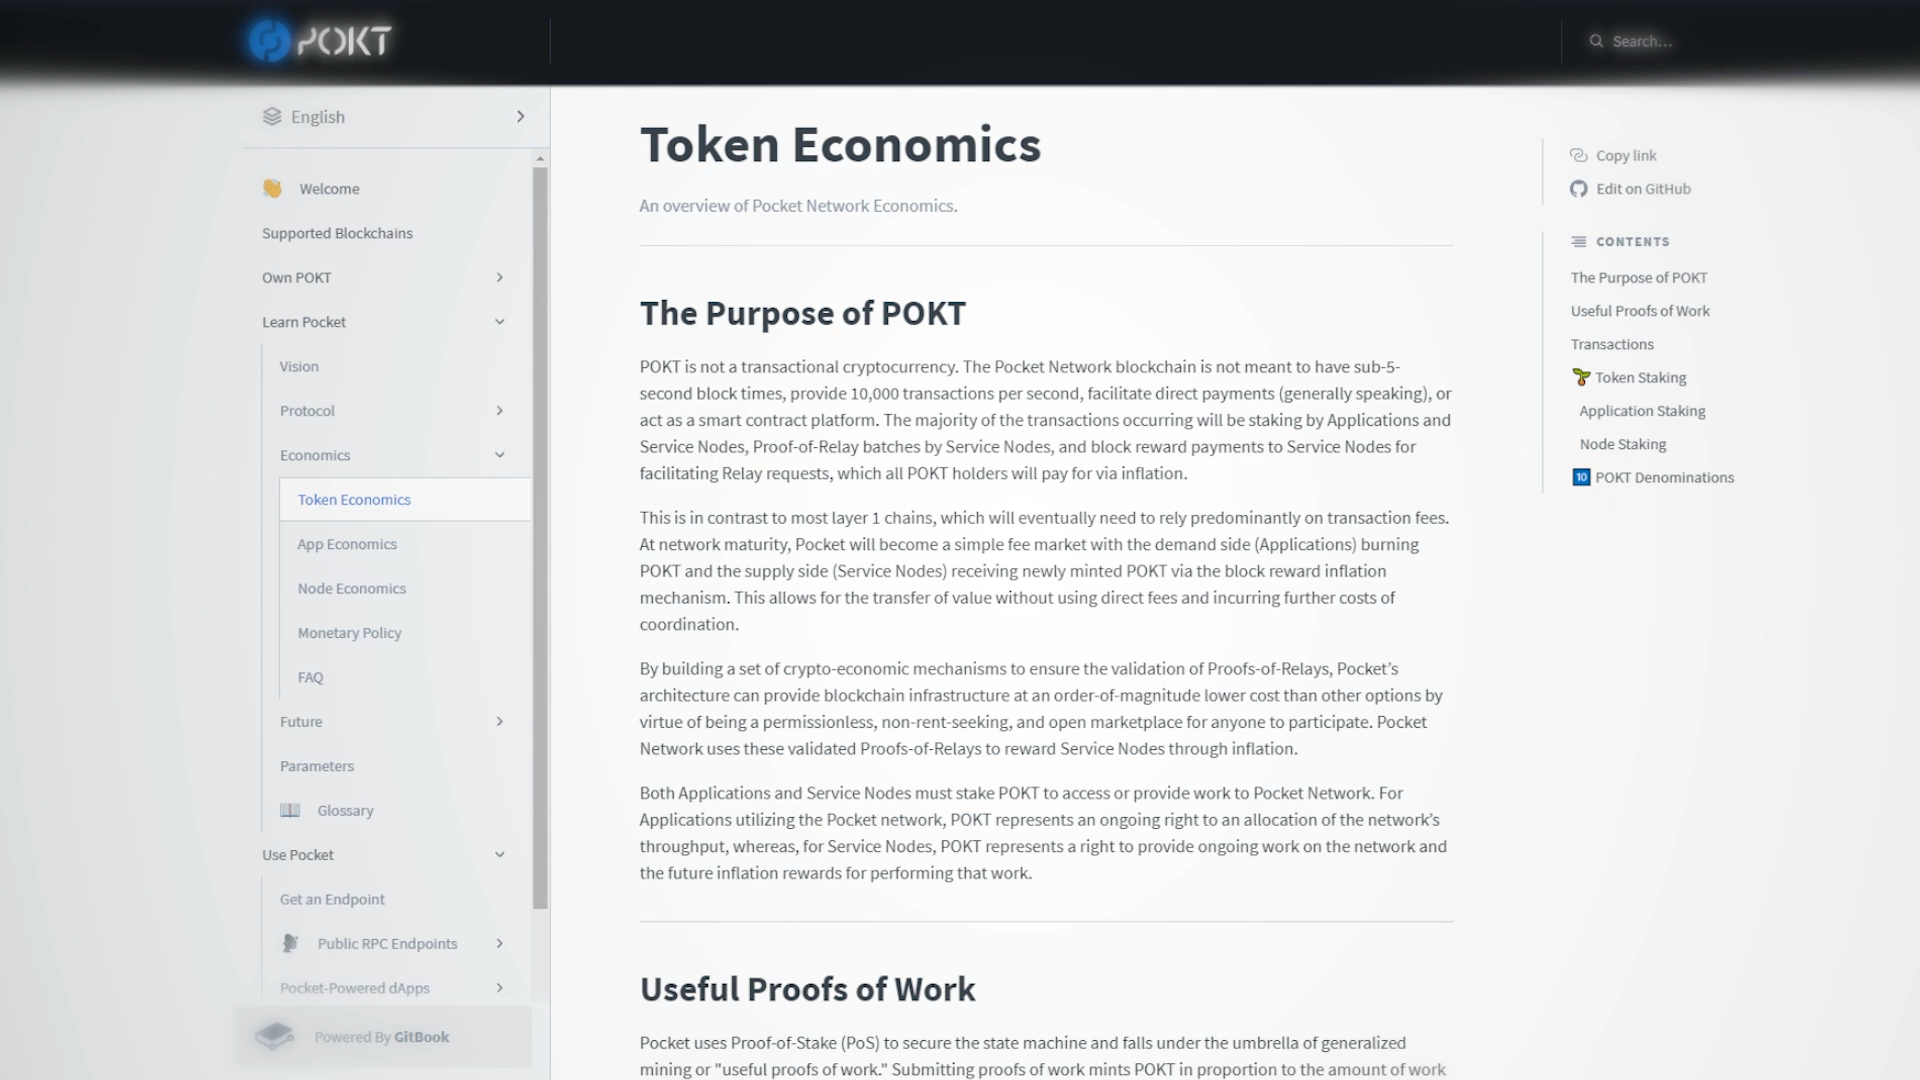 POKT
Search...
English
Welcome
Supported Blockchains
Own POKT
Learn Pocket
Vision
Protocol
Economics
Token Economics
App Economics
Node Economics
Monetary Policy
FAQ
Future
Parameters
Glossary
Use Pocket
Get an Endpoint
Public RPC Endpoints
Pocket-Powered dApps
Powered By GitBook
Token Economics
An overview of Pocket Network Economics.
The Purpose of POKT
POKT is not a transactional cryptocurrency. The Pocket Network blockchain is not meant to have sub-5-
second block times, provide 10,000 transactions per second, facilitate direct payments (generally speaking), or
act as a smart contract platform. The majority of the transactions occurring will be staking by Applications and
Service Nodes, Proof-of-Relay batches by Service Nodes, and block reward payments to Service Nodes for
facilitating Relay requests, which all POKT holders will pay for via inflation.
This is in contrast to most layer 1 chains, which will eventually need to rely predominantly on transaction fees.
At network maturity, Pocket will become a simple fee market with the demand side (Applications) burning
POKT and the supply side (Service Nodes) receiving newly minted POKT via the block reward inflation
mechanism. This allows for the transfer of value without using direct fees and incurring further costs of
coordination.
By building a set of crypto-economic mechanisms to ensure the validation of Proofs-of-Relays, Pocket’s
architecture can provide blockchain infrastructure at an order-of-magnitude lower cost than other options by
virtue of being a permissionless, non-rent-seeking, and open marketplace for anyone to participate. Pocket
Network uses these validated Proofs-of-Relays to reward Service Nodes through inflation.
Both Applications and Service Nodes must stake POKT to access or provide work to Pocket Network. For
Applications utilizing the Pocket network, POKT represents an ongoing right to an allocation of the network’s
throughput, whereas, for Service Nodes, POKT represents a right to provide ongoing work on the network and
the future inflation rewards for performing that work.
Useful Proofs of Work
Pocket uses Proof-of-Stake (PoS) to secure the state machine and falls under the umbrella of generalized
mining or "useful proofs of work." Submitting proofs of work mints POKT in proportion to the amount of work
Copy link
Edit on GitHub
CONTENTS
The Purpose of POKT
Useful Proofs of Work
Transactions
Token Staking
Application Staking
Node Staking
10 POKT Denominations